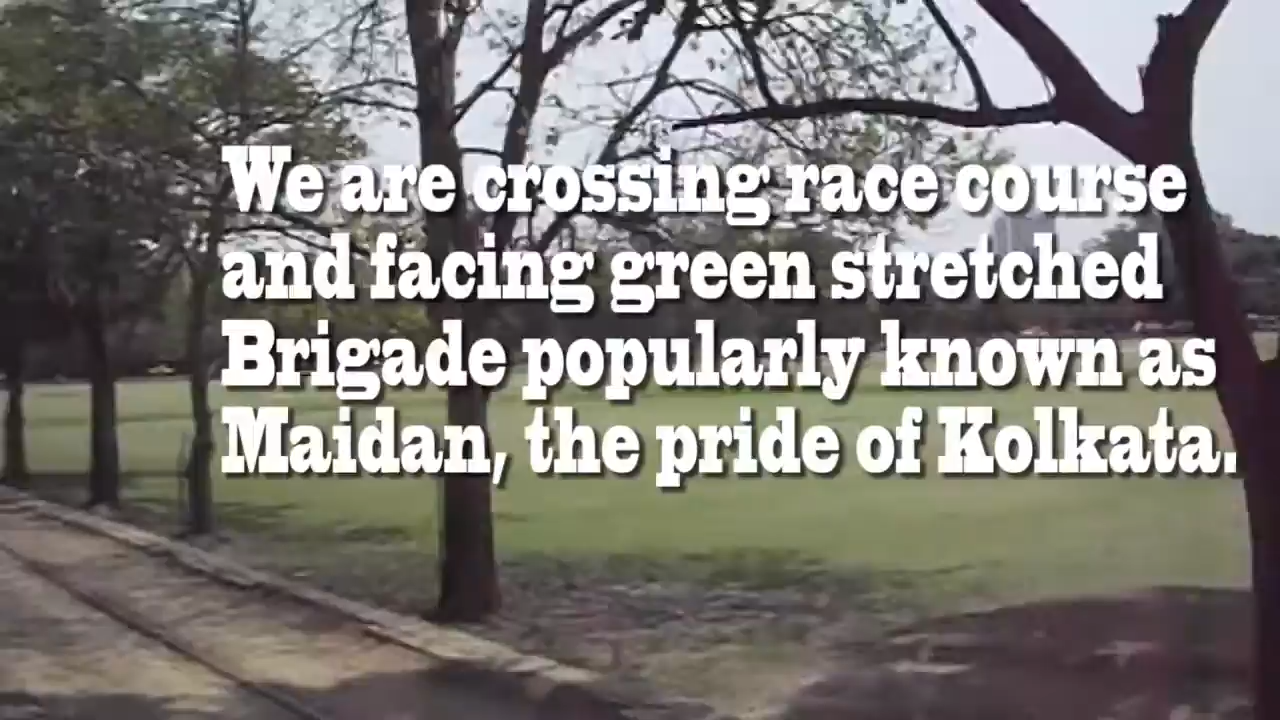 We are crossing race course
and facing green stretched
Brigade popularly known as
Maidan, the pride of Kolkata.